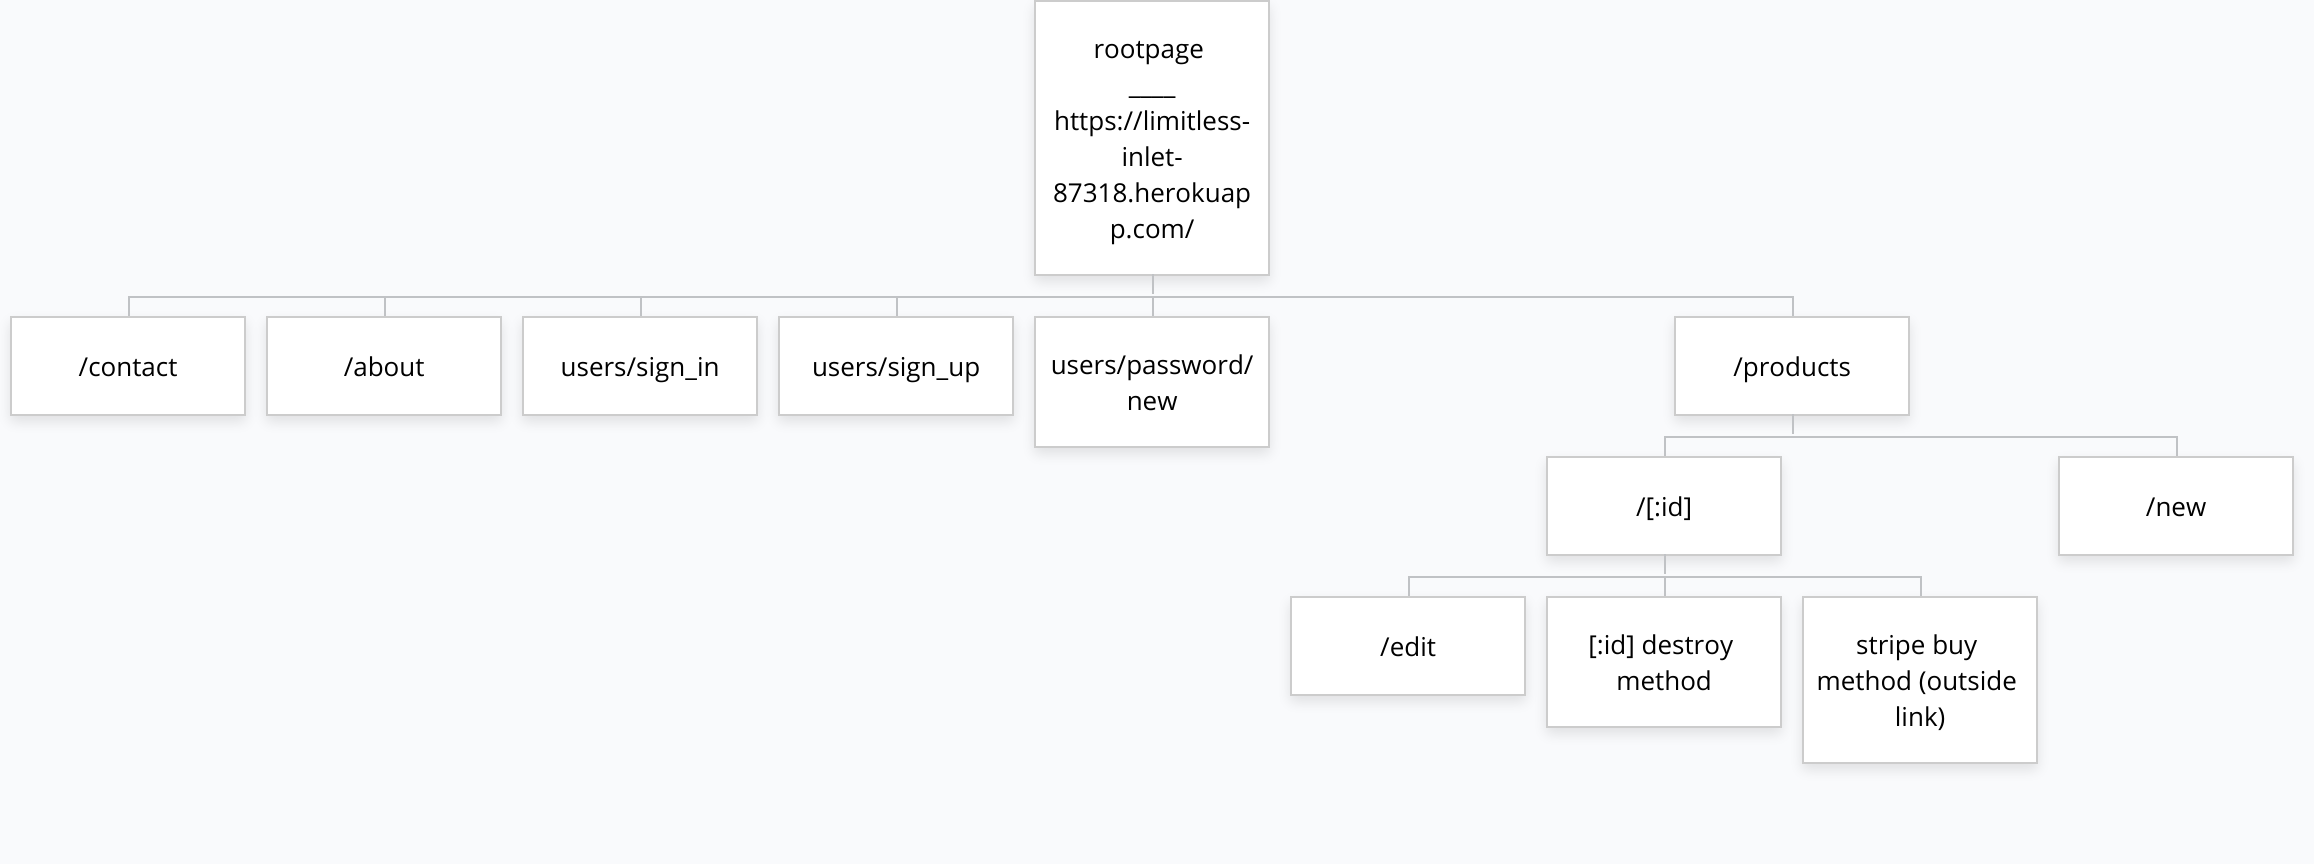 rootpage
____
https://limitless-
inlet-
87318.herokuap
p.com/
/contact
/about
users/sign_in
users/sign_up
users/password/
new
/products
/[:id]
/new
/edit
[:id] destroy
method
stripe buy
method (outside
link)